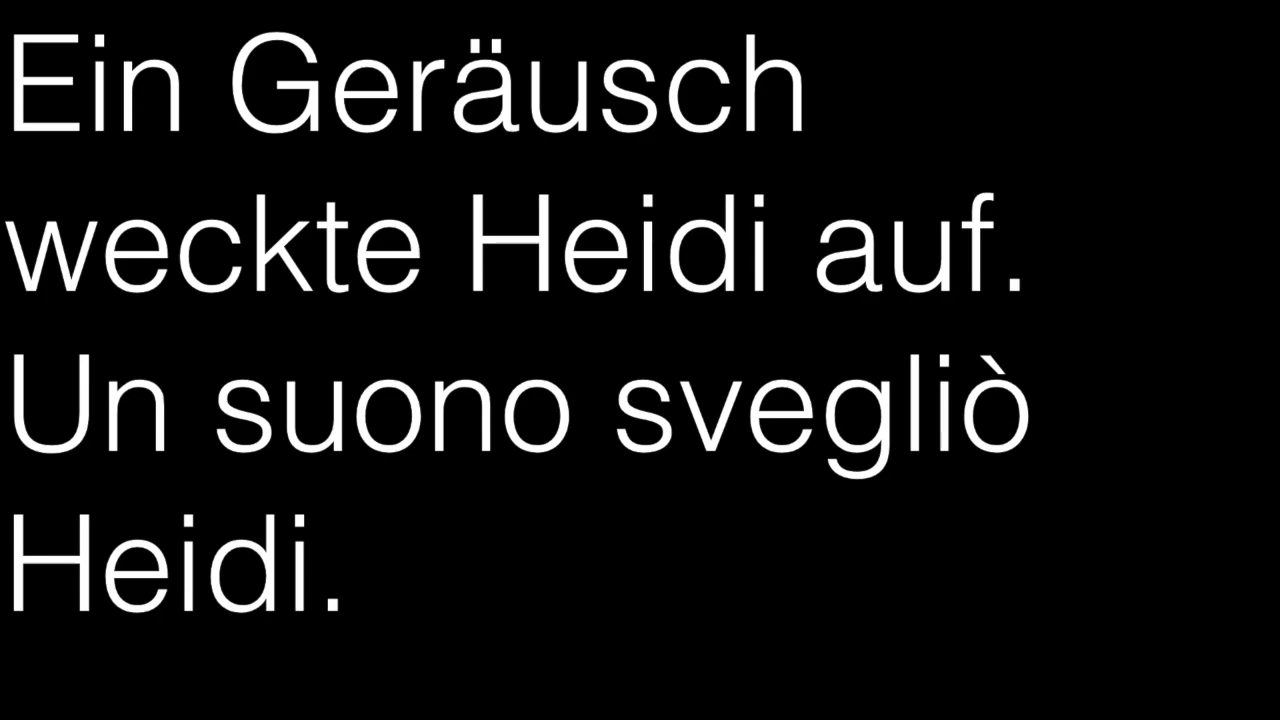 Ein Geräusch
weckte Heidi auf.
Un suono svegliò
Heidi.